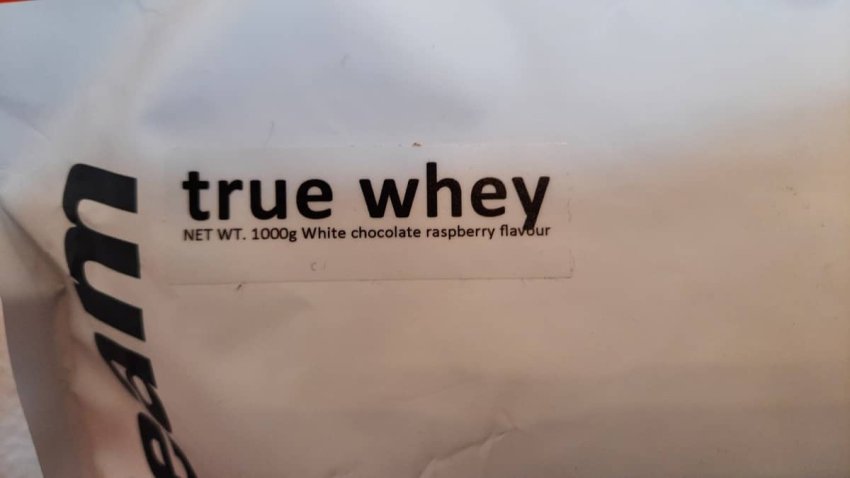 true whey
NET WT. 1000g White chocolate raspberry flavour